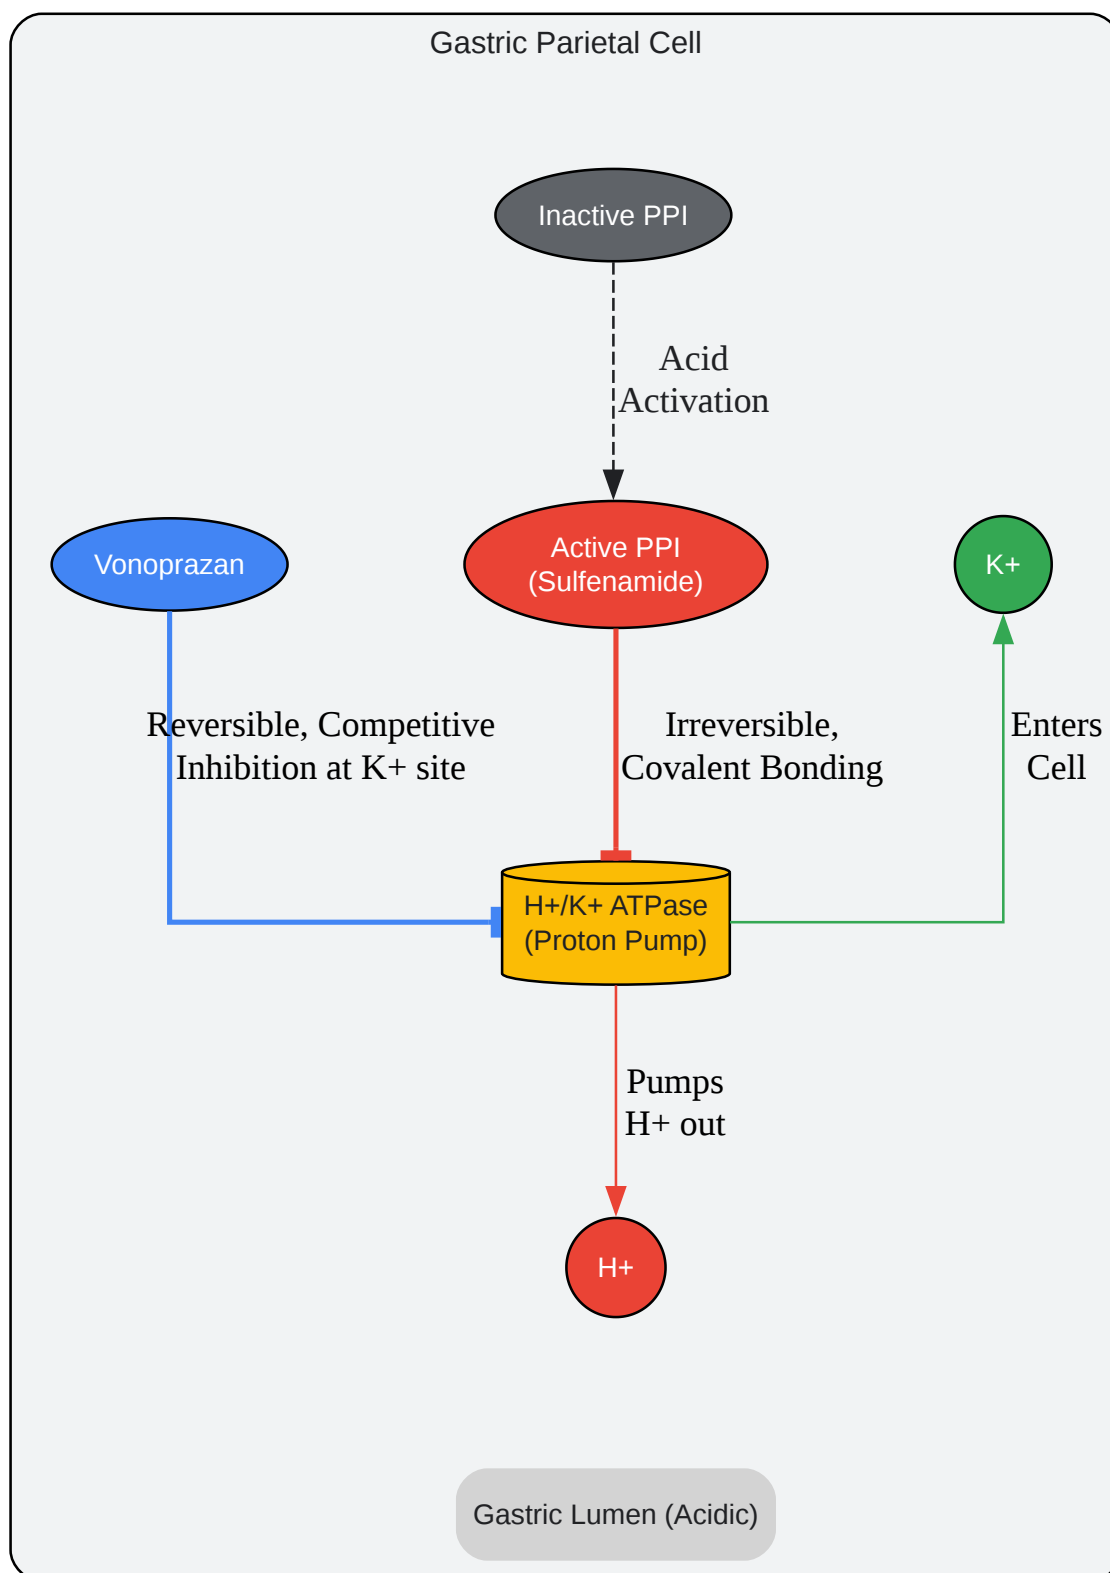 Gastric Parietal Cell
Inactive PPI
Acid
Activation
Vonoprazan
Active PPI
(Sulfenamide)
K+
Reversible, Competitive
Inhibition at K+ site
Irreversible,
Covalent Bonding
Enters
Cell
H+/K+ ATPase
(Proton Pump)
Pumps
H+ out
H+
Gastric Lumen (Acidic)